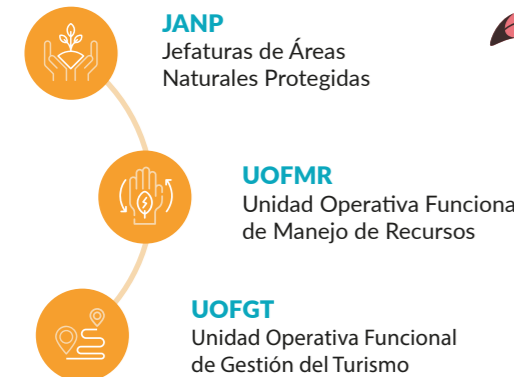 JANP
Jefaturas de Áreas
Naturales Protegidas
UOFMR
Unidad Operativa Funciona
de Manejo de Recursos
UOFGT
Unidad Operativa Funcional
de Gestión del Turismo